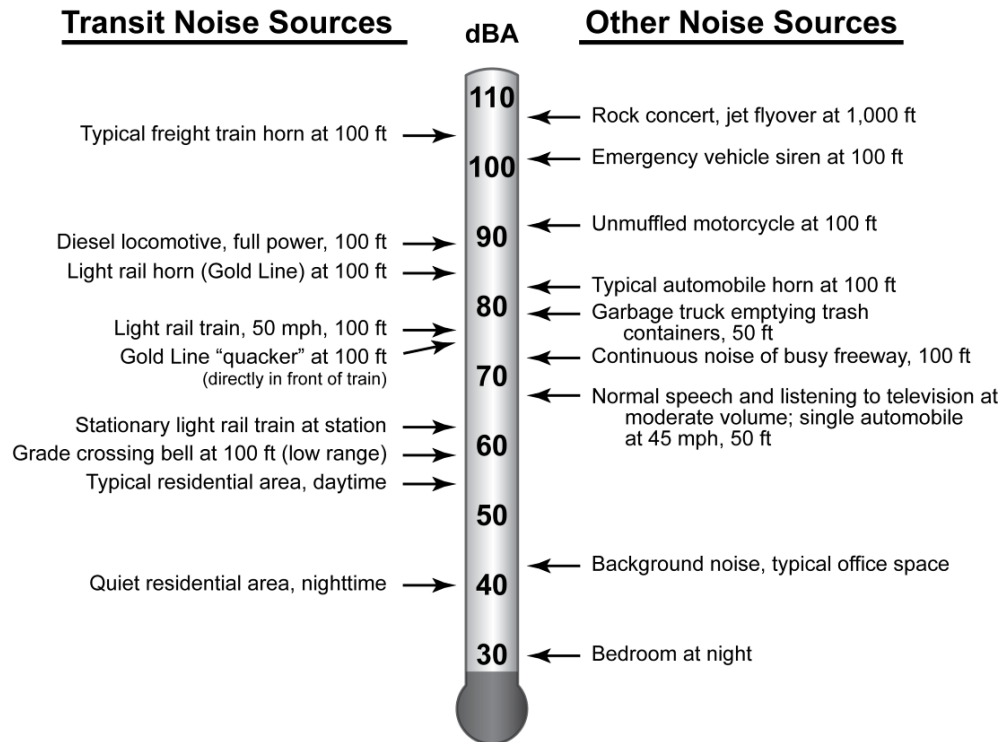 Transit Noise Sources
dBA
Other Noise Sources
110
Rock concert, jet flyover at 1,000 ft
Typical freight train horn at 100 ft
Emergency vehicle siren at 100 ft
100
Unmuffled motorcycle at 100 ft
90
Diesel locomotive, full power, 100 ft
Light rail horn (Gold Line) at 100 ft
Typical automobile horn at 100 ft
80
Garbage truck emptying trash
containers, 50 ft
Light rail train, 50 mph, 100 ft
Gold Line “quacker” at 100 ft
(directly in front of train)
Continuous noise of busy freeway, 100 ft
70
Normal speech and listening to television at
moderate volume; single automobile
at 45 mph, 50 ft
Stationary light rail train at station
60
Grade crossing bell at 100 ft (low range)
Typical residential area, daytime
50
Background noise, typical office space
Quiet residential area, nighttime
40
30
Bedroom at night